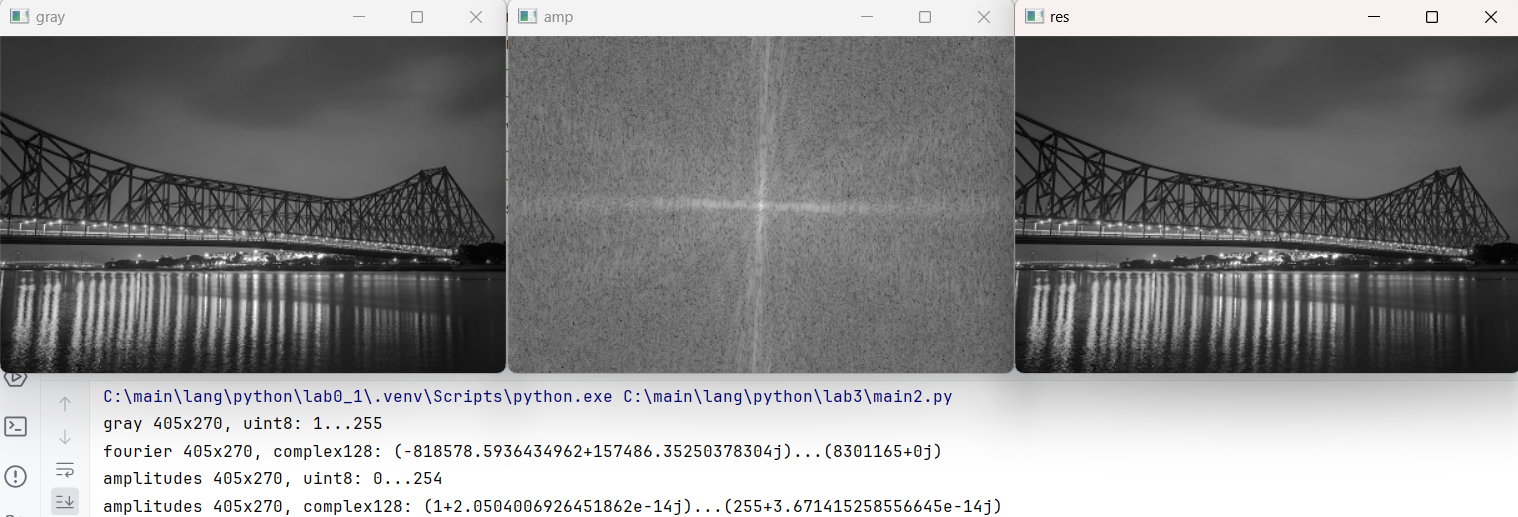 gray
amp
res
C:\main\lang\python\lab0_1\.venv\Scripts\python.exe C:\main\lang\python\lab3\main2.py
gray 405x270, uint8: 1...255
fourier 405x270, complex128: (-818578.5936434962+157486.35250378304j)...(8301165+0j)
amplitudes 405x270, uint8: 0...254
amplitudes 405x270, complex128: (1+2.0504006926451862e-14j)...(255+3.671415258556645e-14j)